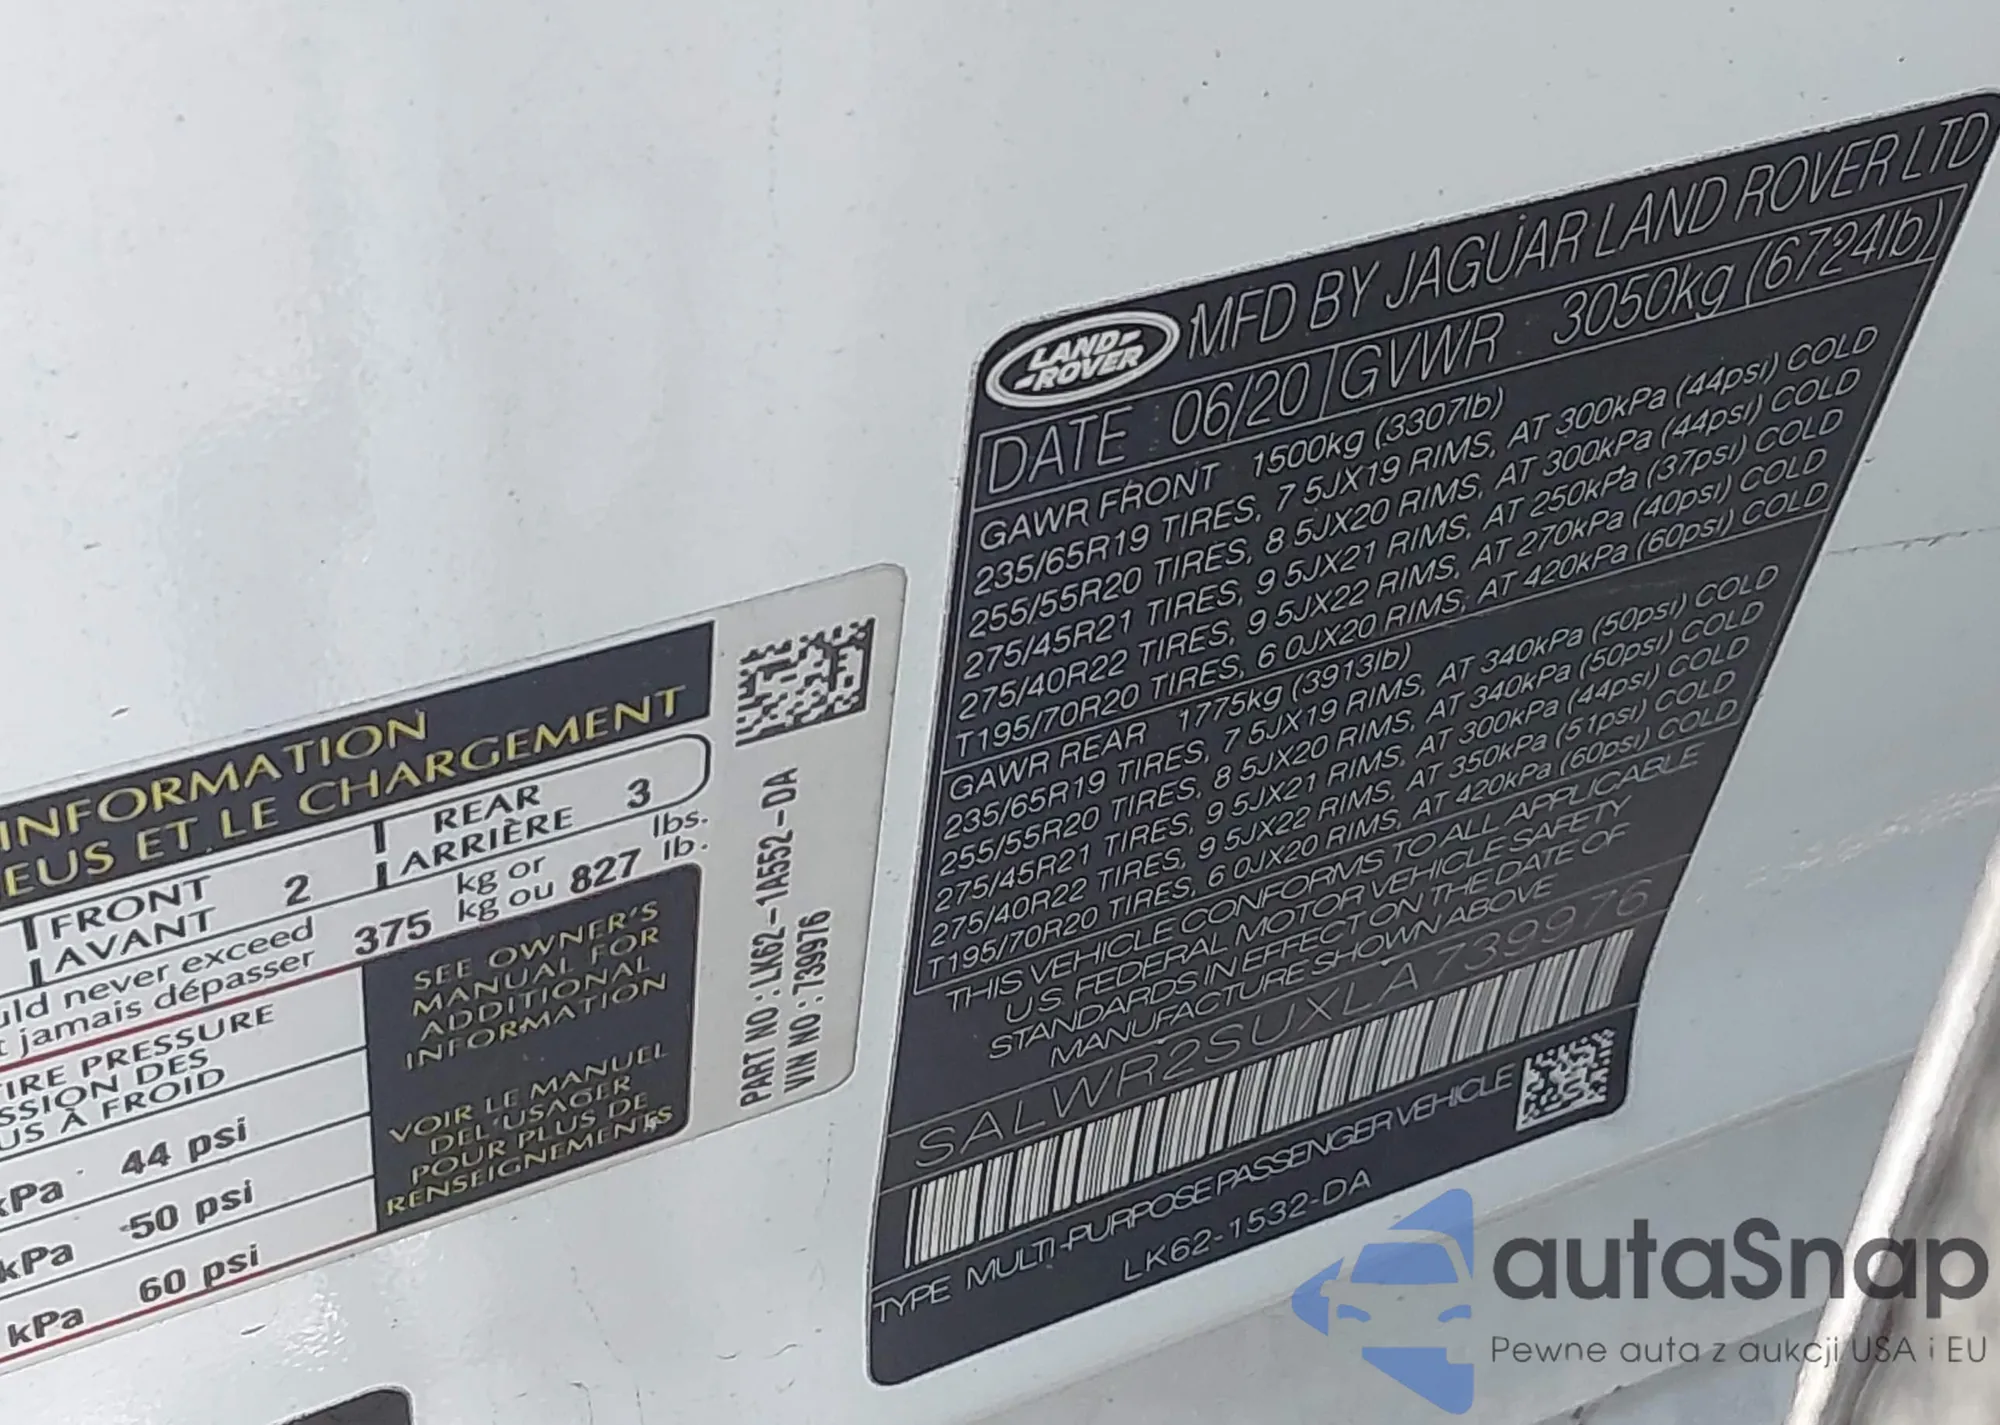 INFORMATION
EUS ET LE CHARGEMENT
FRONT
AVANT 2
REAR
ARRIÈRE 3
uld never exceed
t jamais dépasser 375 kg or
kg ou 827 lbs.
lb.
IRE PRESSURE
SSION DES
US À FROID
kPa 44 psi
kPa 50 psi
kPa 60 psi
SEE OWNER'S
MANUAL FOR
ADDITIONAL
INFORMATION
VOIR LE MANUEL
DEL'USAGER
POUR PLUS DE
RENSEIGNEMENTS
PART NO : LK62-1A552-DA
VIN NO : 739976
LAND-
-ROVER
MFD BY JAGUAR LAND ROVER LTD
DATE 06/20 GVWR 3050kg (6724lb)
GAWR FRONT 1500kg (3307lb)
235/65R19 TIRES, 7 5JX19 RIMS, AT 300kPa (44psi) COLD
255/55R20 TIRES, 8 5JX20 RIMS, AT 300kPa (44psi) COLD
275/45R21 TIRES, 9 5JX21 RIMS, AT 250kPa (37psi) COLD
275/40R22 TIRES, 9 5JX22 RIMS, AT 270kPa (40psi) COLD
T195/70R20 TIRES, 6 0JX20 RIMS, AT 420kPa (60psi) COLD
GAWR REAR 1775kg (3913lb)
235/65R19 TIRES, 7 5JX19 RIMS, AT 340kPa (50psi) COLD
255/55R20 TIRES, 8 5JX20 RIMS, AT 340kPa (50psi) COLD
275/45R21 TIRES, 9 5JX21 RIMS, AT 300kPa (44psi) COLD
275/40R22 TIRES, 9 5JX22 RIMS, AT 350kPa (51psi) COLD
T195/70R20 TIRES, 6 0JX20 RIMS, AT 420kPa (60psi) COLD
THIS VEHICLE CONFORMS TO ALL APPLICABLE
U.S. FEDERAL MOTOR VEHICLE SAFETY
STANDARDS IN EFFECT ON THE DATE OF
MANUFACTURE SHOWN ABOVE
SALWR2SUXLA739976
TYPE MULTI-PURPOSE PASSENGER VEHICLE
LK62-1532-DA
autaSnap
Pewne auta z aukcji USA i EU